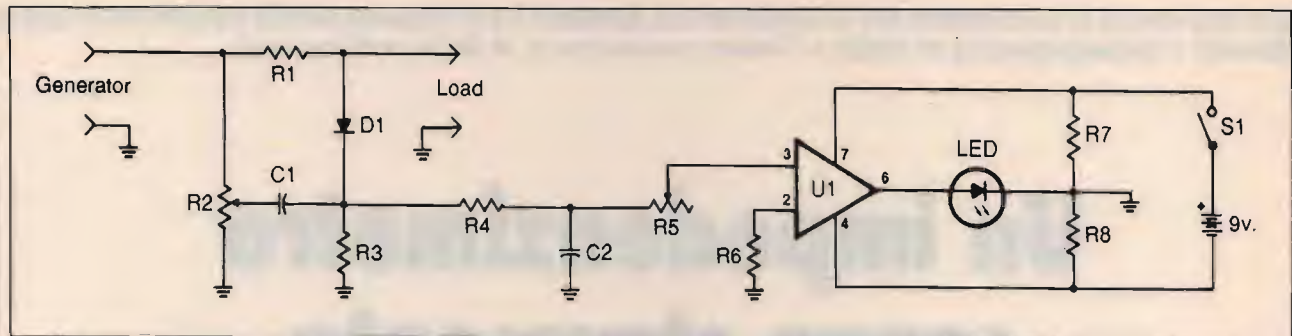 Generator
R1
Load
D1
C1
R2
R3
R4
C2
R5
3
2
U1
7
4
6
R6
LED
R7
R8
S1
+
9v.